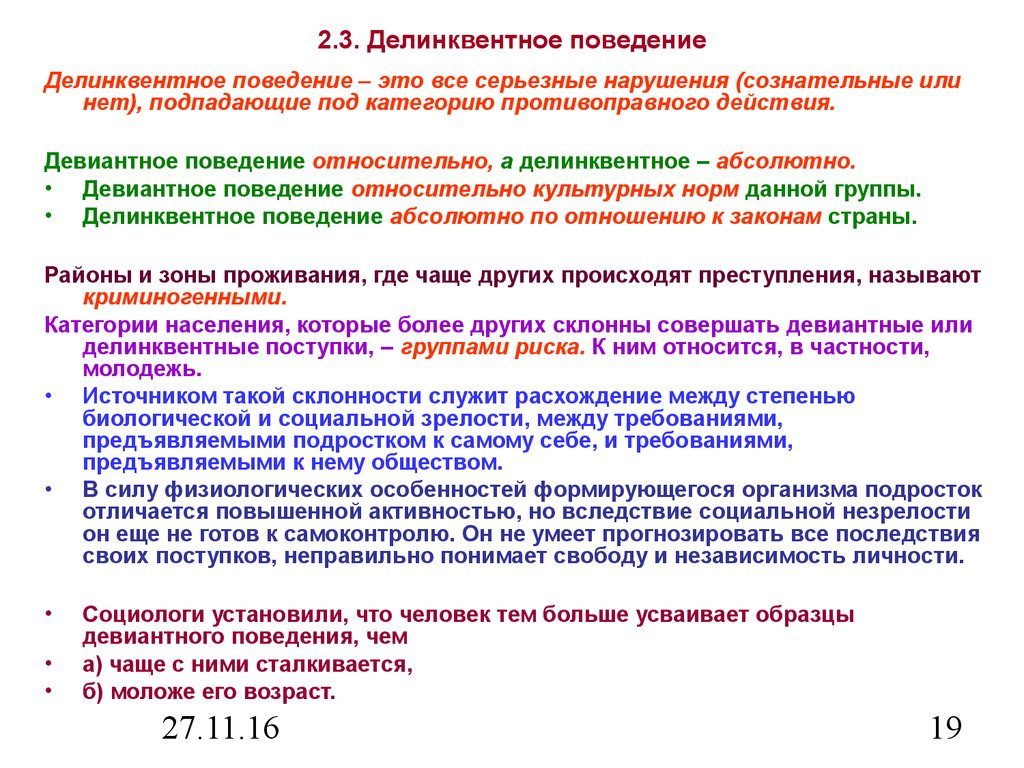 2.3. Делинквентное поведение
Делинквентное поведение – это все серьезные нарушения (сознательные или
нет), подпадающие под категорию противоправного действия.
Девиантное поведение относительно, а делинквентное – абсолютно.
• Девиантное поведение относительно культурных норм данной группы.
• Делинквентное поведение абсолютно по отношению к законам страны.
Районы и зоны проживания, где чаще других происходят преступления, называют
криминогенными.
Категории населения, которые более других склонны совершать девиантные или
делинквентные поступки, – группами риска. К ним относится, в частности,
молодежь.
• Источником такой склонности служит расхождение между степенью
биологической и социальной зрелости, между требованиями,
предъявляемыми подростком к самому себе, и требованиями,
предъявляемыми к нему обществом.
• В силу физиологических особенностей формирующегося организма подросток
отличается повышенной активностью, но вследствие социальной незрелости
он еще не готов к самоконтролю. Он не умеет прогнозировать все последствия
своих поступков, неправильно понимает свободу и независимость личности.
• Социологи установили, что человек тем больше усваивает образцы
девиантного поведения, чем
• а) чаще с ними сталкивается,
• б) моложе его возраст.
27.11.16 19